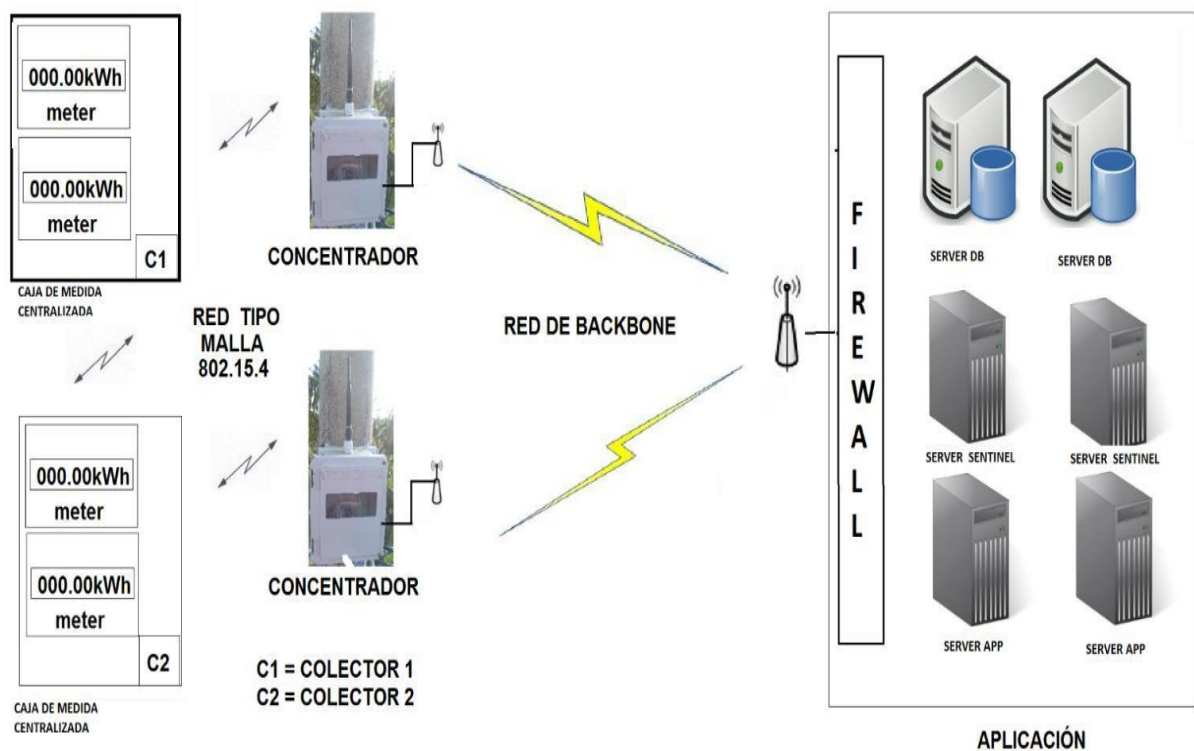 000.00kWh
meter
000.00kWh
meter
C1
CAJA DE MEDIDA
CENTRALIZADA
CONCENTRADOR
RED TIPO
MALLA
802.15.4
RED DE BACKBONE
000.00kWh
meter
000.00kWh
meter
C2
CAJA DE MEDIDA
CENTRALIZADA
CONCENTRADOR
C1 = COLECTOR 1
C2 = COLECTOR 2
FIREWALL
SERVER DB
SERVER DB
SERVER SENTINEL
SERVER SENTINEL
SERVER APP
SERVER APP
APLICACIÓN